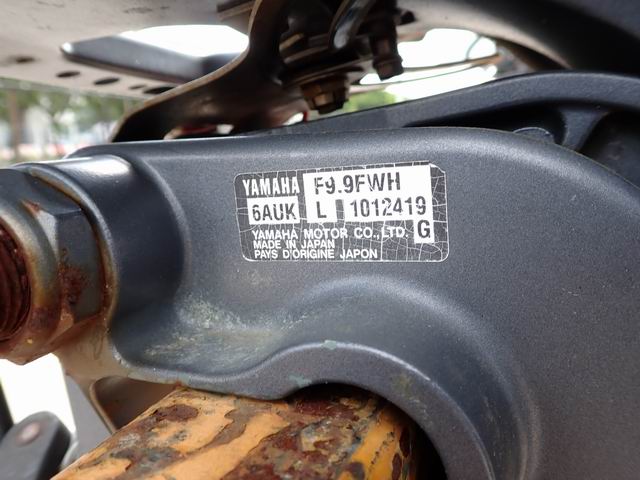 YAMAHA F9.9FWH
6AUK L 1012419
YAMAHA MOTOR CO.,LTD. G
MADE IN JAPAN
PAYS D'ORIGINE JAPON